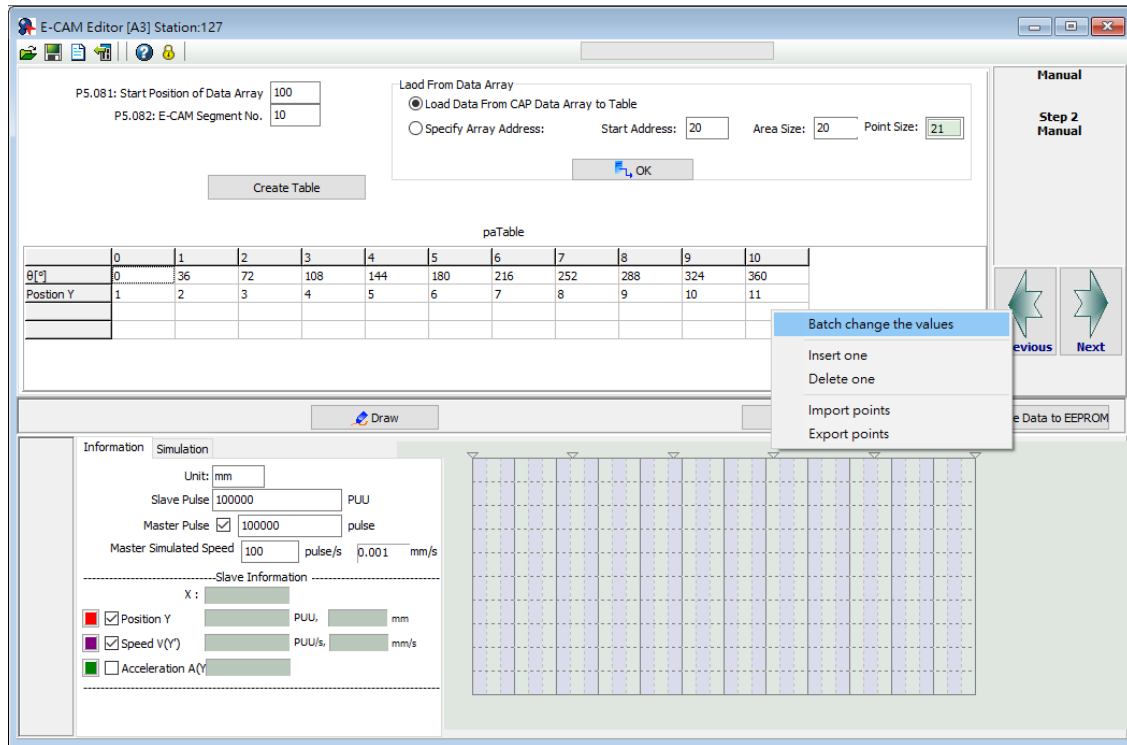 E-CAM Editor [A3] Station:127
P5.081: Start Position of Data Array 100
P5.082: E-CAM Segment No. 10
Create Table
Laod From Data Array
Load Data From CAP Data Array to Table
Specify Array Address: Start Address: 20 Area Size: 20 Point Size: 21
OK
Manual
Step 2
Manual
paTable
0 1 2 3 4 5 6 7 8 9 10
θ[°] 0 36 72 108 144 180 216 252 288 324 360
Postion Y 1 2 3 4 5 6 7 8 9 10 11
Batch change the values
Insert one
Delete one
Import points
Export points
evious Next
Draw
e Data to EEPROM
Information Simulation
Unit: mm
Slave Pulse 100000 PUU
Master Pulse 100000 pulse
Master Simulated Speed 100 pulse/s 0.001 mm/s
Slave Information
X :
Position Y PUU, mm
Speed V(Y') PUU/s, mm/s
Acceleration A(Y